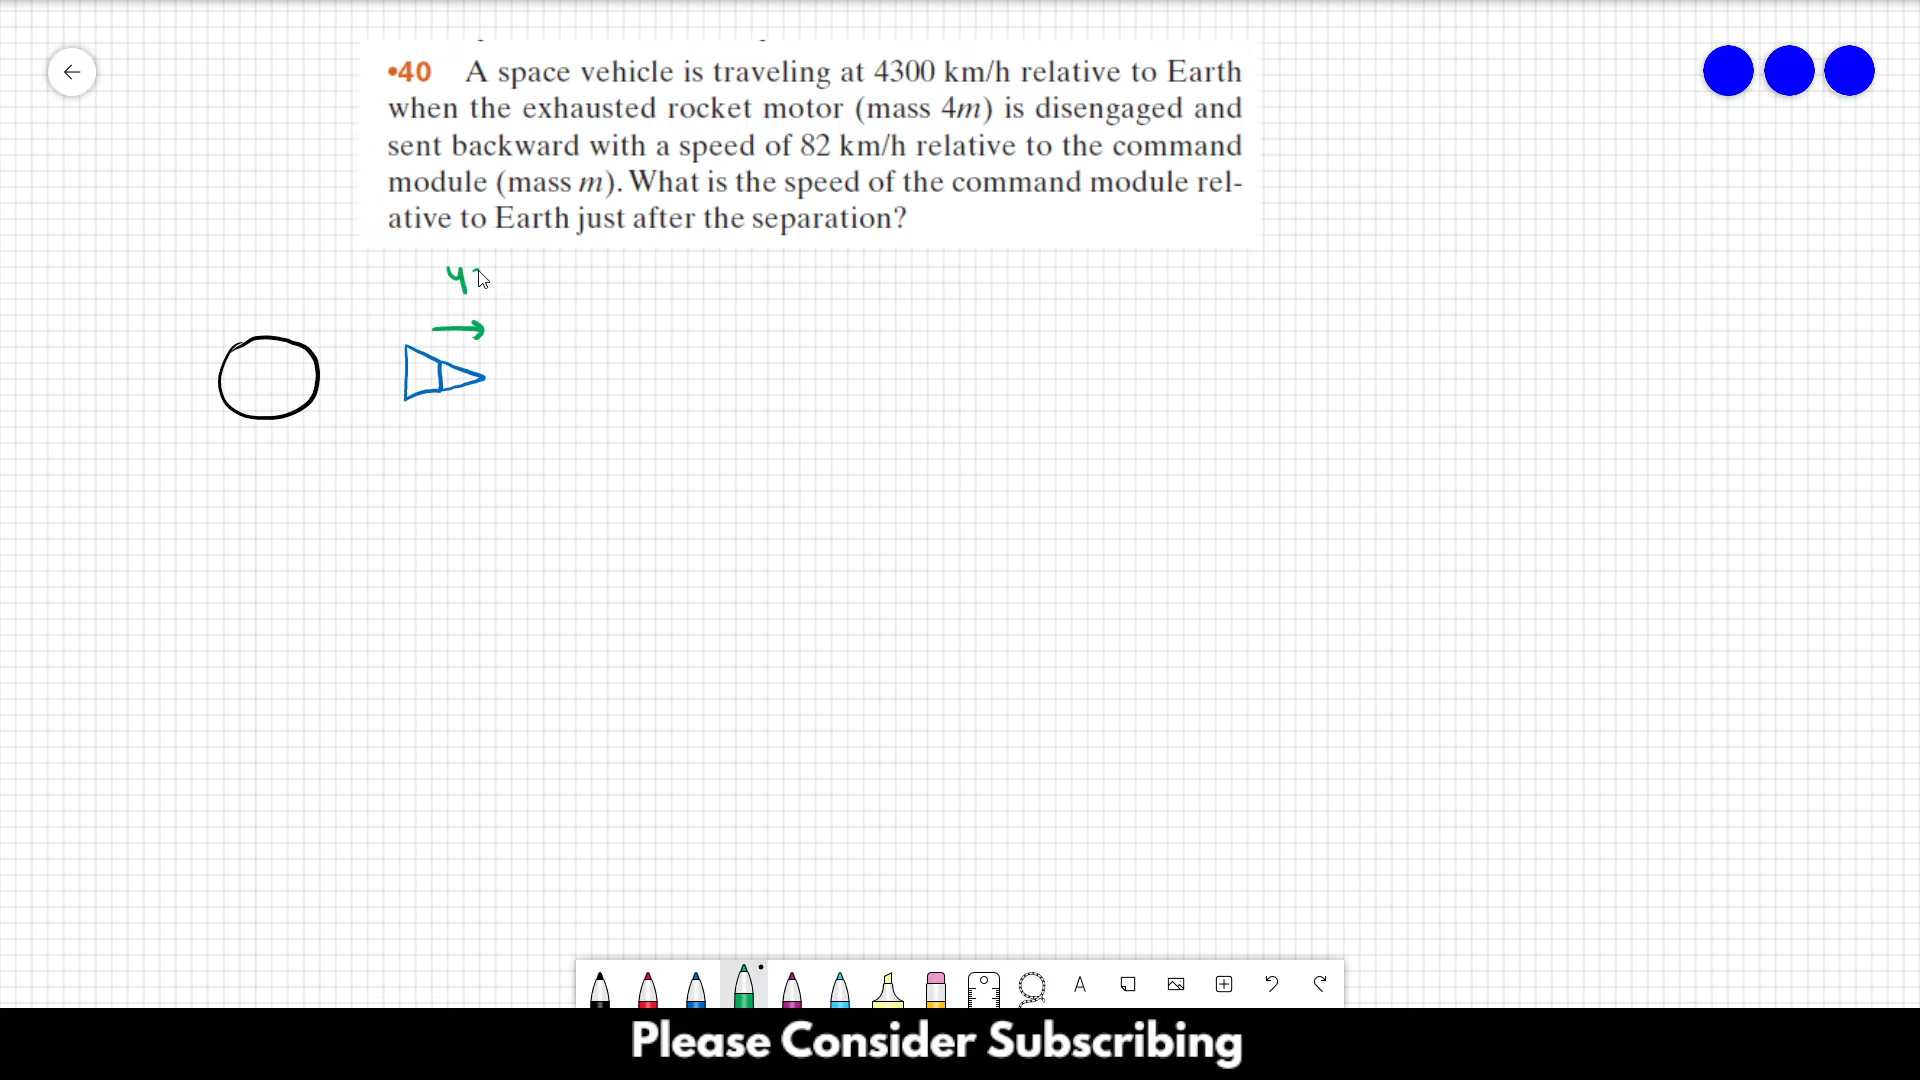 •40 A space vehicle is traveling at 4300 km/h relative to Earth
when the exhausted rocket motor (mass 4m) is disengaged and
sent backward with a speed of 82 km/h relative to the command
module (mass m). What is the speed of the command module rel-
ative to Earth just after the separation?
4
A
Please Consider Subscribing